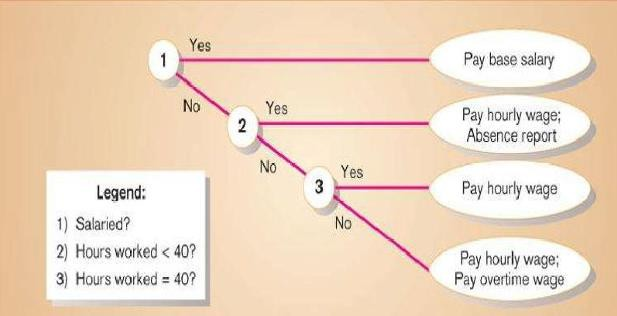 1
Yes
Pay base salary
No
2
Yes
Pay hourly wage;
Absence report
No
3
Yes
Pay hourly wage
No
Pay hourly wage;
Pay overtime wage
Legend:
1) Salaried?
2) Hours worked < 40?
3) Hours worked = 40?